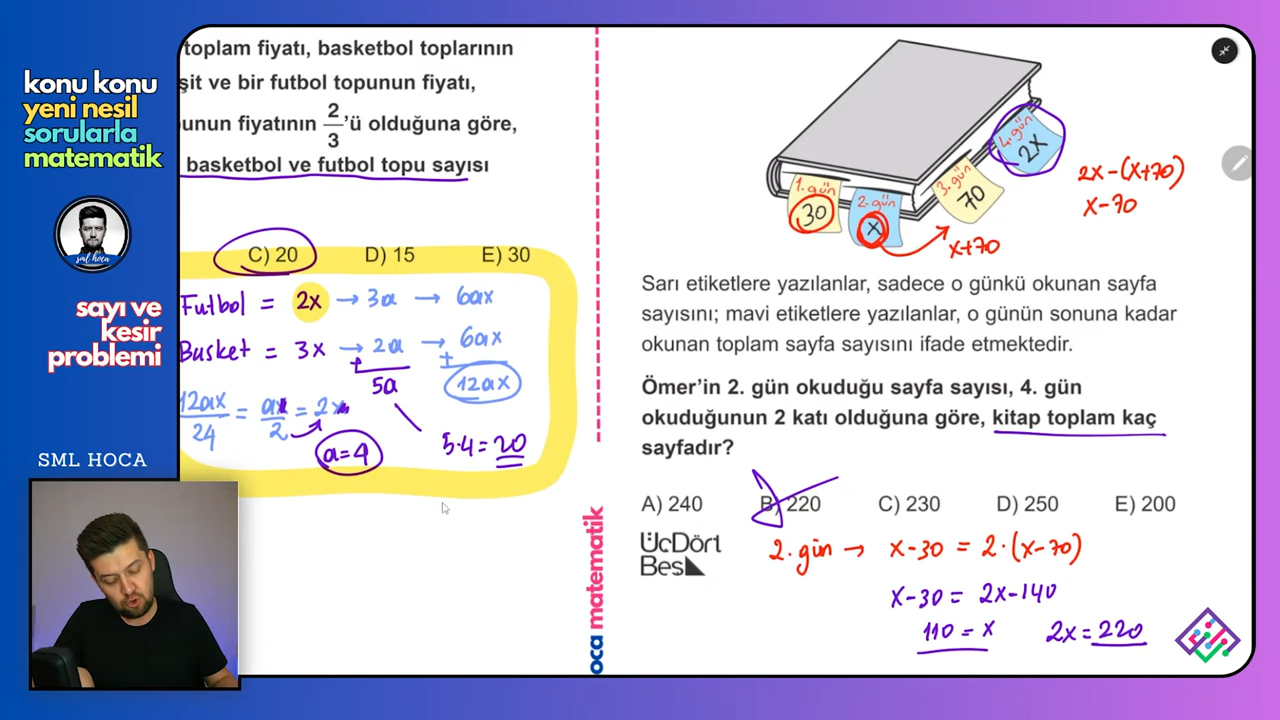 konu konu
yeni nesil
sorularla
matematik
sml hoca
sayı ve
kesir
problemi
SML HOCA
toplam fiyatı, basketbol toplarının
şit ve bir futbol topunun fiyatı,
unun fiyatının 2/3'ü olduğuna göre,
basketbol ve futbol topu sayısı
C) 20 D) 15 E) 30
Futbol = 2x → 3a → 6ax
Basket = 3x → 2a → 6ax
+ +
5a 12ax
12ax/24 = ax/2 = 2x
a=4
5·4=20
oca matematik
1. gün
30
2. gün
x
3. gün
70
4. gün
2x
x+70
2x-(x+70)
x-70
Sarı etiketlere yazılanlar, sadece o günkü okunan sayfa
sayısını; mavi etiketlere yazılanlar, o günün sonuna kadar
okunan toplam sayfa sayısını ifade etmektedir.
Ömer'in 2. gün okuduğu sayfa sayısı, 4. gün
okuduğunun 2 katı olduğuna göre, kitap toplam kaç
sayfadır?
A) 240 B) 220 C) 230 D) 250 E) 200
ÜçDört
Beş
2. gün → x-30 = 2·(x-70)
x-30 = 2x-140
110 = x 2x = 220